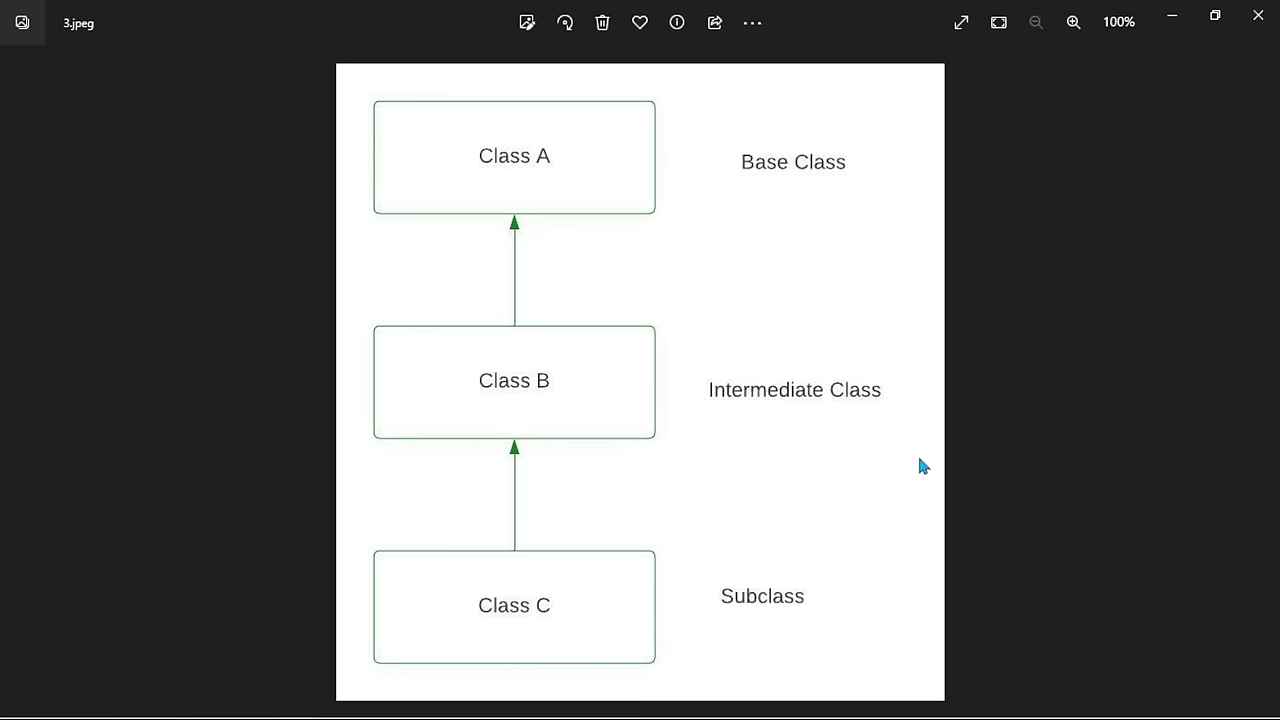 3.jpeg
100%
Class A
Base Class
Class B
Intermediate Class
Class C
Subclass